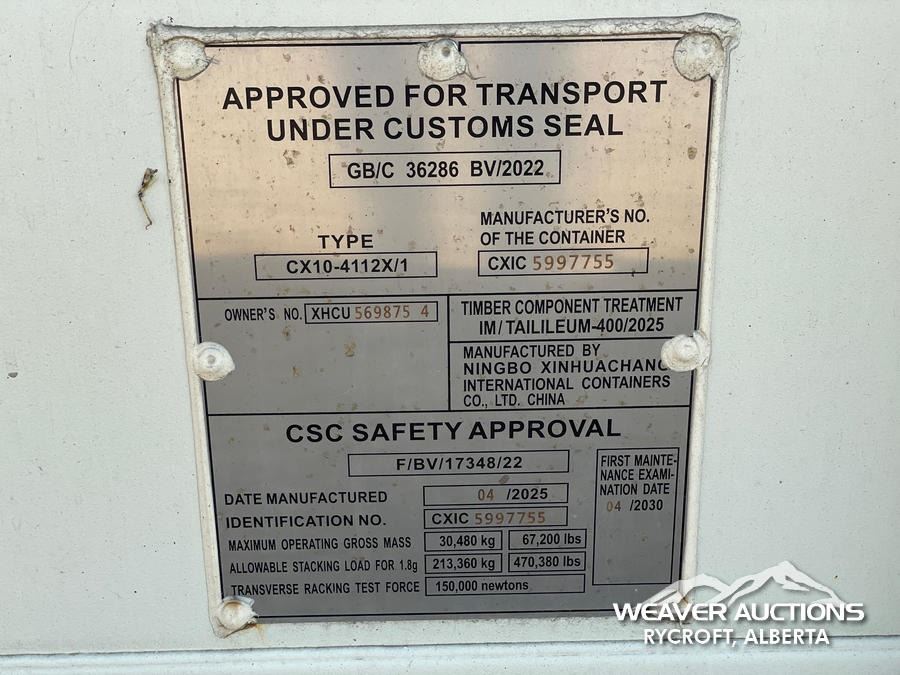 APPROVED FOR TRANSPORT
UNDER CUSTOMS SEAL
GB/C 36286 BV/2022
TYPE
CX10-4112X/1
MANUFACTURER'S NO.
OF THE CONTAINER
CXIC 5997755
OWNER'S NO. XHCU 569875 4
TIMBER COMPONENT TREATMENT
IM/TAILILEUM-400/2025
MANUFACTURED BY
NINGBO XINHUACHANG
INTERNATIONAL CONTAINERS
CO., LTD. CHINA
CSC SAFETY APPROVAL
F/BV/17348/22
DATE MANUFACTURED 04 /2025
IDENTIFICATION NO. CXIC 5997755
MAXIMUM OPERATING GROSS MASS 30,480 kg 67,200 lbs
ALLOWABLE STACKING LOAD FOR 1.8g 213,360 kg 470,380 lbs
TRANSVERSE RACKING TEST FORCE 150,000 newtons
FIRST MAINTE-
NANCE EXAMI-
NATION DATE
04 /2030
WEAVER AUCTIONS
RYCROFT, ALBERTA